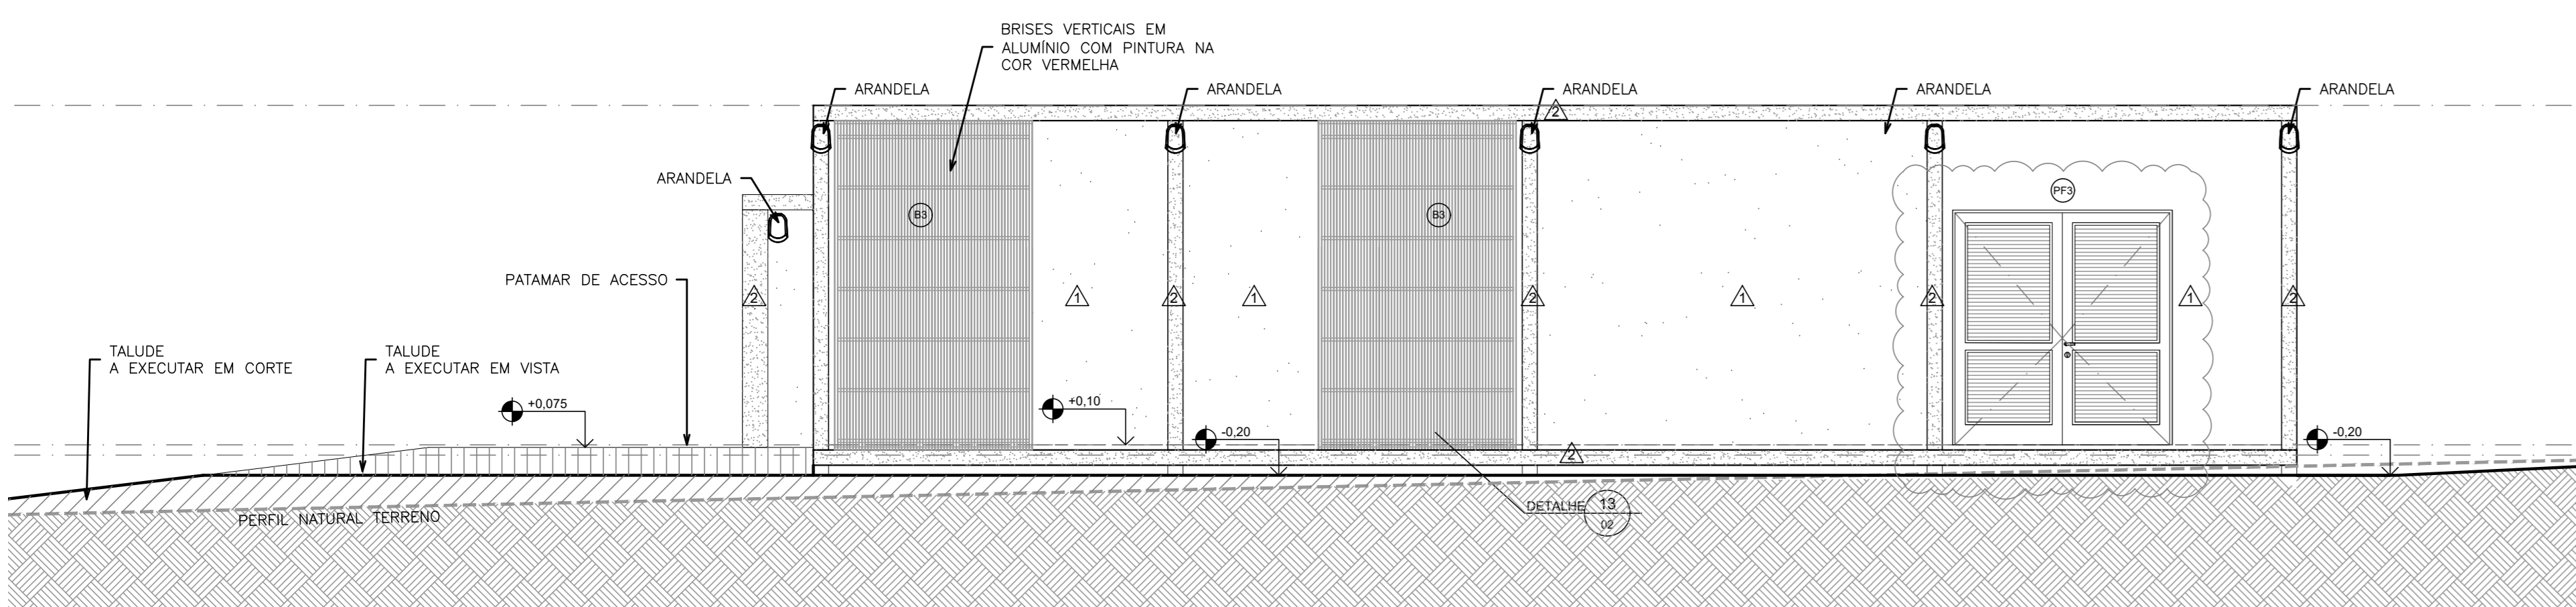 BRISES VERTICAIS EM
ALUMÍNIO COM PINTURA NA
COR VERMELHA
ARANDELA
ARANDELA
ARANDELA
ARANDELA
ARANDELA
2
ARANDELA
PF3
B3
B3
PATAMAR DE ACESSO
2
1
2
1
2
1
2
1
2
TALUDE
A EXECUTAR EM CORTE
TALUDE
A EXECUTAR EM VISTA
+0,075
+0,10
-0,20
-0,20
2
DETALHE
13
02
PERFIL NATURAL TERRENO